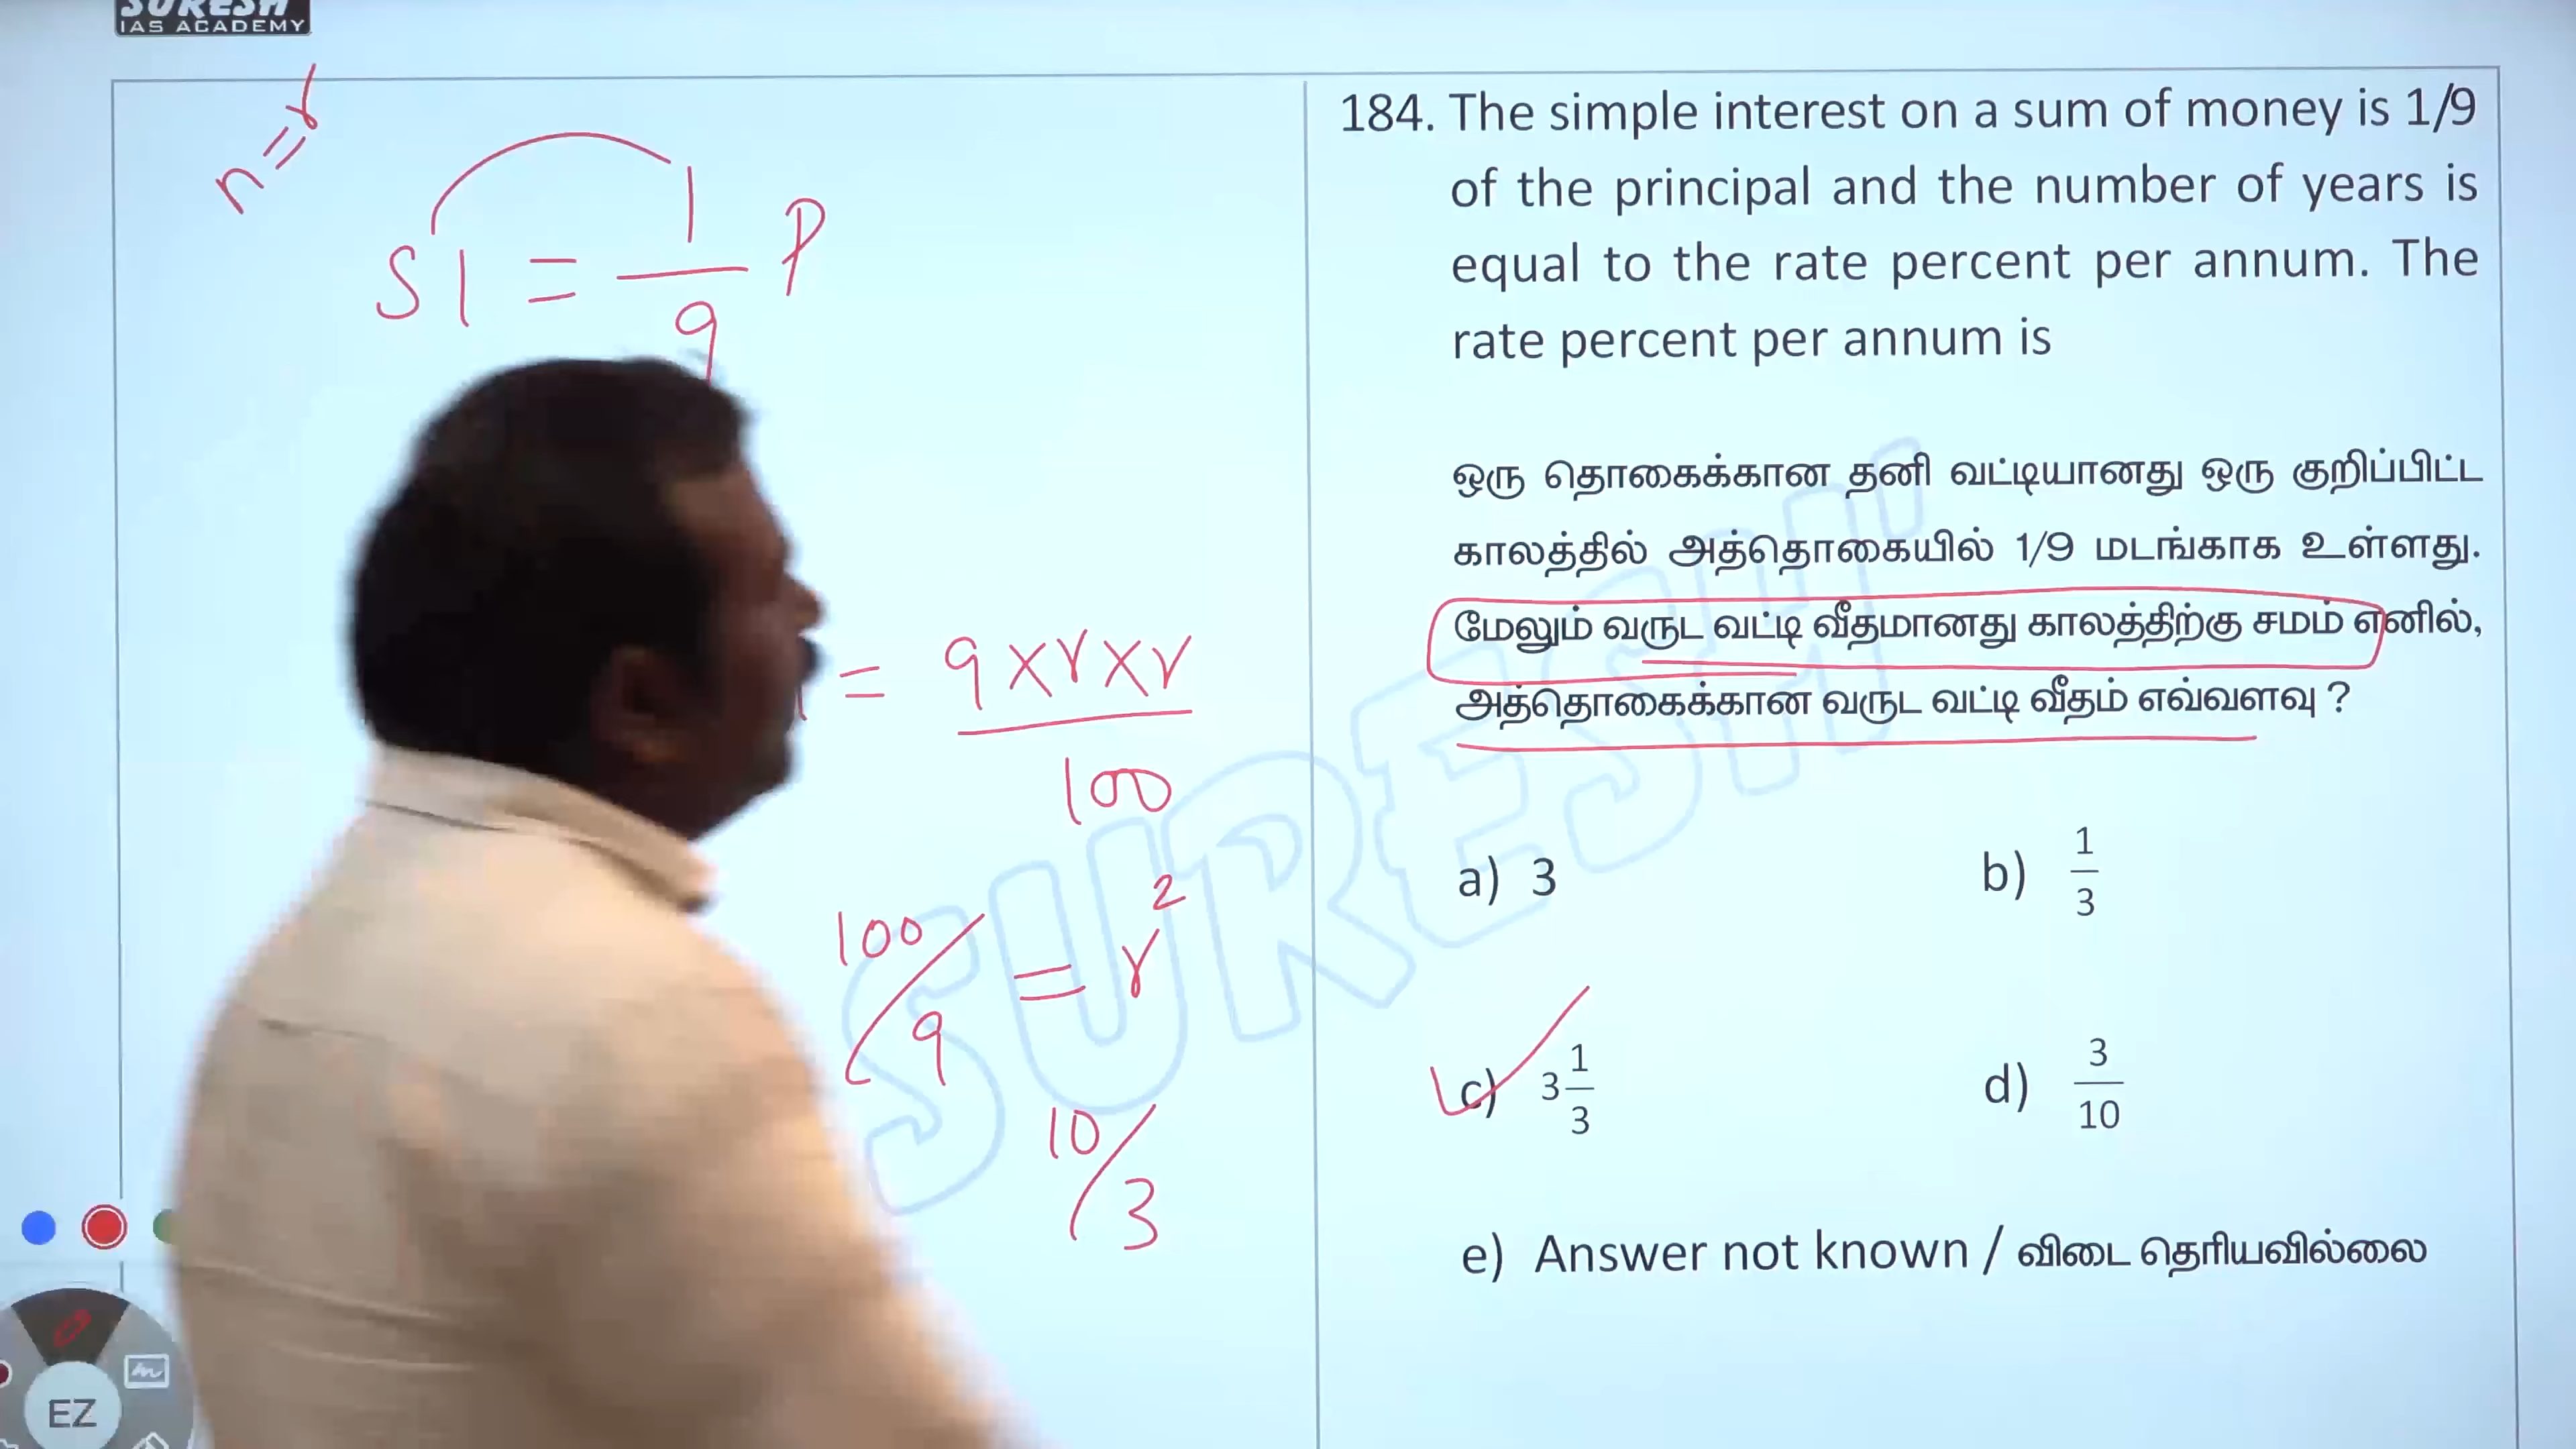 SURESH
IAS ACADEMY
n = r
SI = 1/9 P
1 = 9 × r × r / 100
100/9 = r²
10/3
184. The simple interest on a sum of money is 1/9
of the principal and the number of years is
equal to the rate percent per annum. The
rate percent per annum is
ஒரு தொகைக்கான தனி வட்டியானது ஒரு குறிப்பிட்ட
காலத்தில் அத்தொகையில் 1/9 மடங்காக உள்ளது.
மேலும் வருட வட்டி வீதமானது காலத்திற்கு சமம் எனில்,
அத்தொகைக்கான வருட வட்டி வீதம் எவ்வளவு ?
a) 3 b) 1/3
c) 3 1/3 d) 3/10
e) Answer not known / விடை தெரியவில்லை
SURESH'
EZ